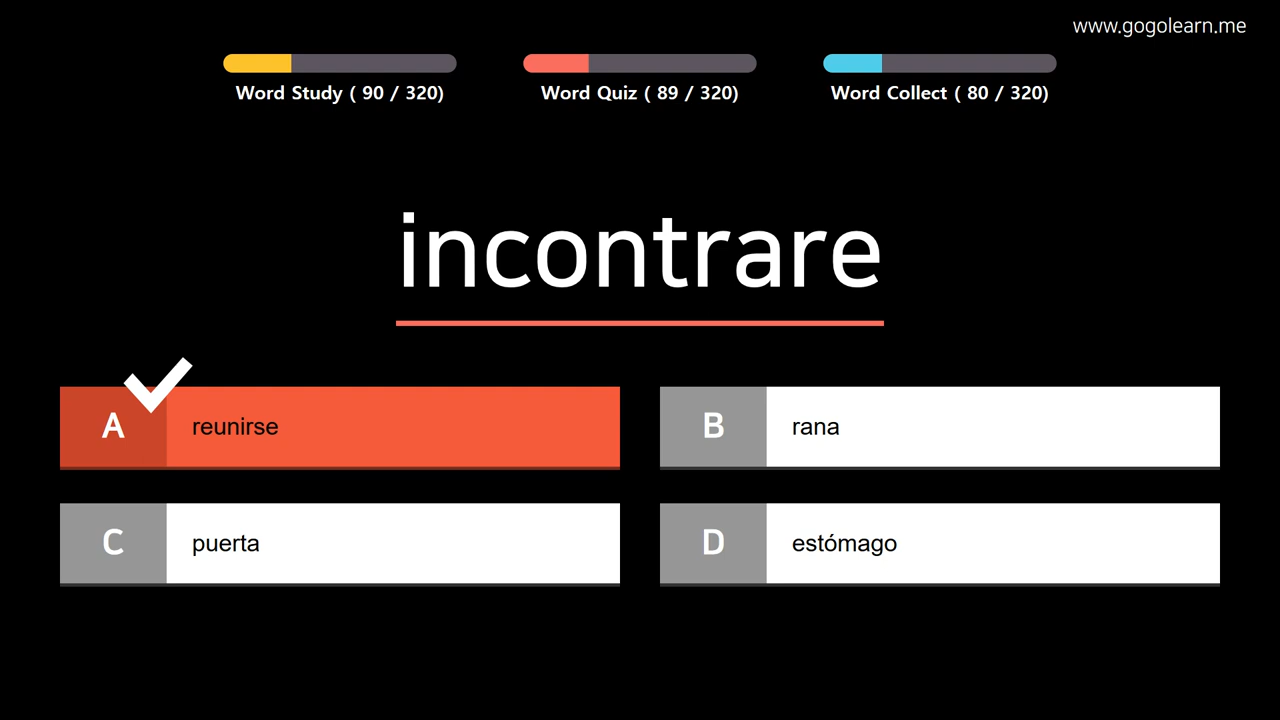 www.gogolearn.me
Word Study ( 90 / 320)
Word Quiz ( 89 / 320)
Word Collect ( 80 / 320)
incontrare
A reunirse
B rana
C puerta
D estómago